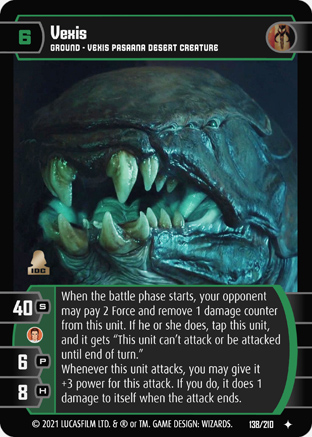 6
Vexis
GROUND - VEXIS PASAANA DESERT CREATURE
IDC
40 S
6 P
8 H
When the battle phase starts, your opponent
may pay 2 Force and remove 1 damage counter
from this unit. If he or she does, tap this unit,
and it gets “This unit can’t attack or be attacked
until end of turn.”
Whenever this unit attacks, you may give it
+3 power for this attack. If you do, it does 1
damage to itself when the attack ends.
© 2021 LUCASFILM LTD. & ® or TM. GAME DESIGN: WIZARDS. 138/210